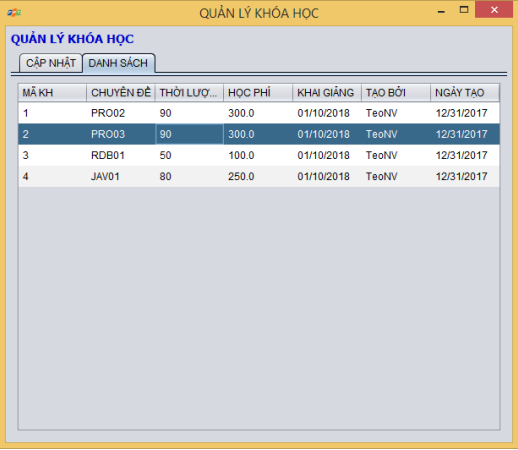 QUẢN LÝ KHÓA HỌC
QUẢN LÝ KHÓA HỌC
CẬP NHẬT DANH SÁCH
MÃ KH CHUYÊN ĐỀ THỜI LƯỢ... HỌC PHÍ KHAI GIẢNG TẠO BỞI NGÀY TẠO
1 PRO02 90 300.0 01/10/2018 TeoNV 12/31/2017
2 PRO03 90 300.0 01/10/2018 TeoNV 12/31/2017
3 RDB01 50 100.0 01/10/2018 TeoNV 12/31/2017
4 JAV01 80 250.0 01/10/2018 TeoNV 12/31/2017